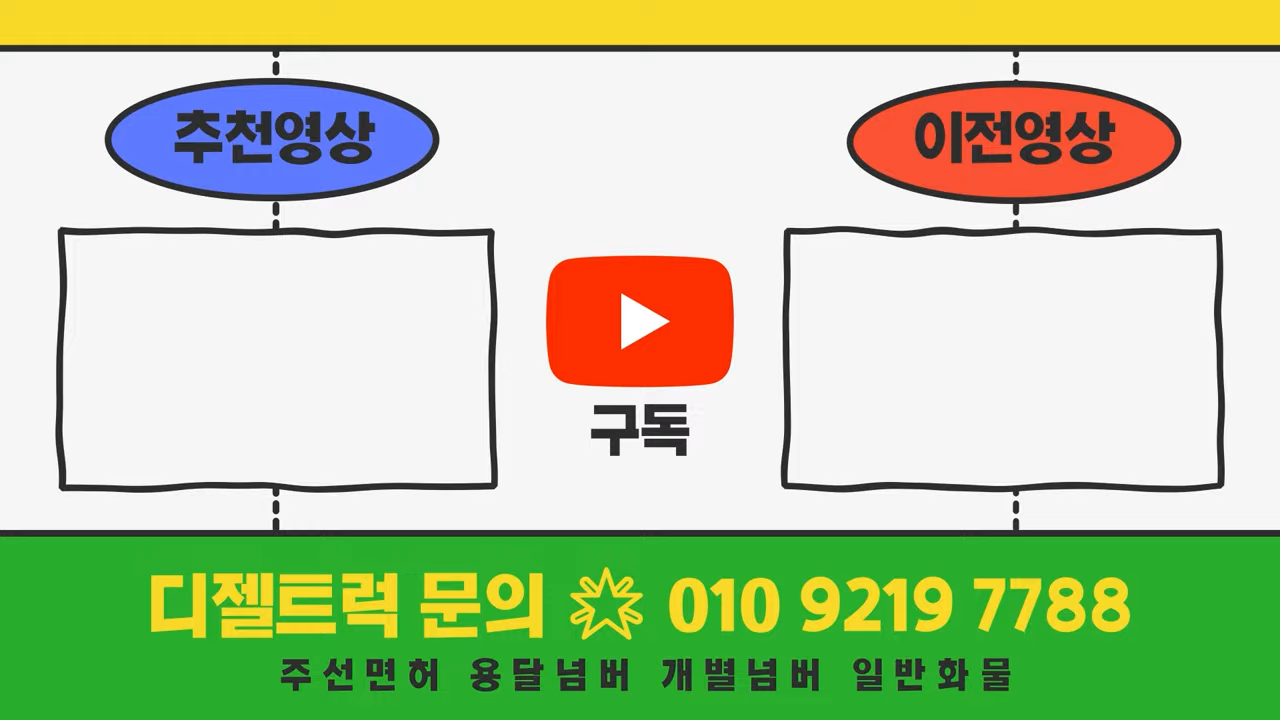 추천영상
이전영상
구독
디젤트럭 문의 010 9219 7788
주선면허 용달넘버 개별넘버 일반화물